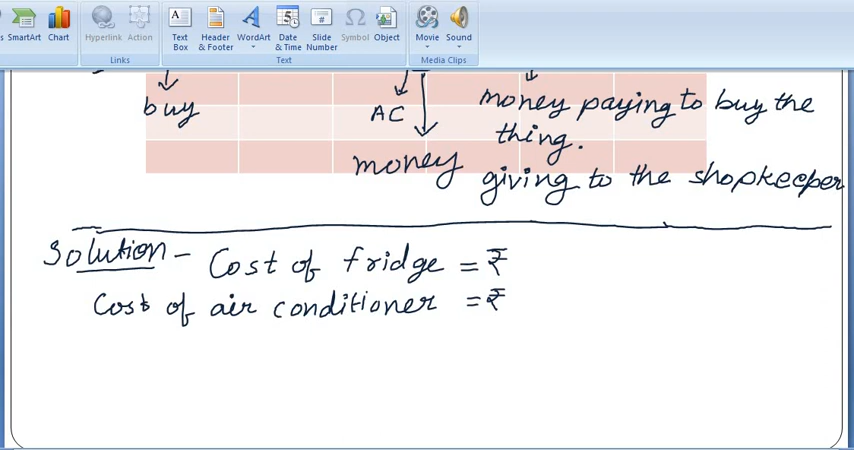 SmartArt Chart Hyperlink Action Text Box Header & Footer WordArt Date & Time Slide Number Symbol Object Movie Sound
Links Text Media Clips
buy AC money paying to buy the
thing.
money giving to the shopkeeper
Solution - Cost of fridge = ₹
Cost of air conditioner = ₹